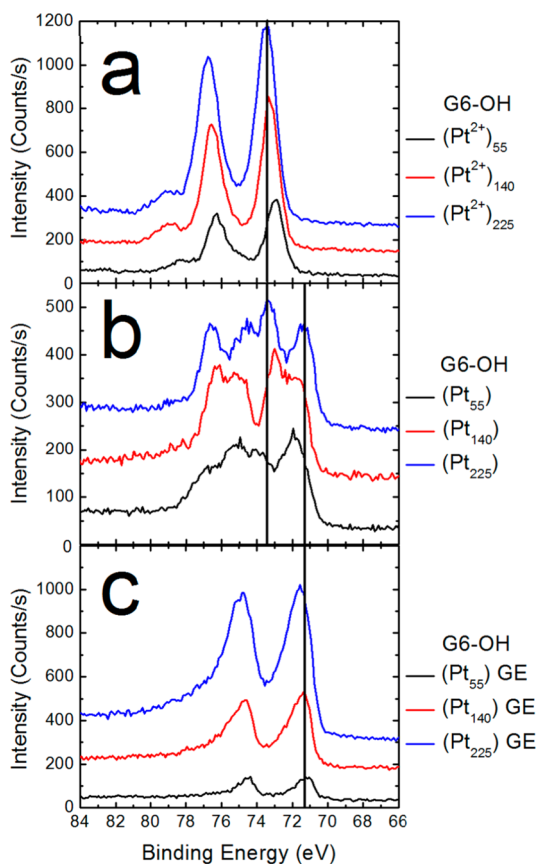 1200
1000
800
600
400
200
0
Intensity (Counts/s)
a
G6-OH
(Pt²⁺)₅₅
(Pt²⁺)₁₄₀
(Pt²⁺)₂₂₅
500
400
300
200
100
0
Intensity (Counts/s)
b
G6-OH
(Pt₅₅)
(Pt₁₄₀)
(Pt₂₂₅)
1000
800
600
400
200
0
Intensity (Counts/s)
c
G6-OH
(Pt₅₅) GE
(Pt₁₄₀) GE
(Pt₂₂₅) GE
84 82 80 78 76 74 72 70 68 66
Binding Energy (eV)